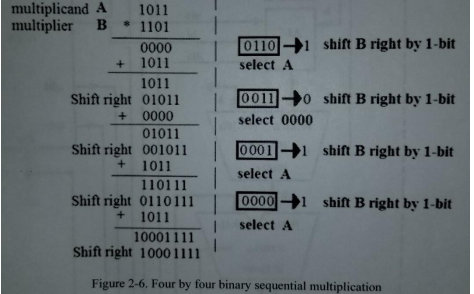 multiplicand A 1011
multiplier B * 1101
0000 0110 1 shift B right by 1-bit
+ 1011 select A
1011
Shift right 01011 0011 0 shift B right by 1-bit
+ 0000 select 0000
01011
Shift right 001011 0001 1 shift B right by 1-bit
+ 1011 select A
110111
Shift right 0110111 0000 1 shift B right by 1-bit
+ 1011 select A
10001111
Shift right 10001111
Figure 2-6. Four by four binary sequential multiplication